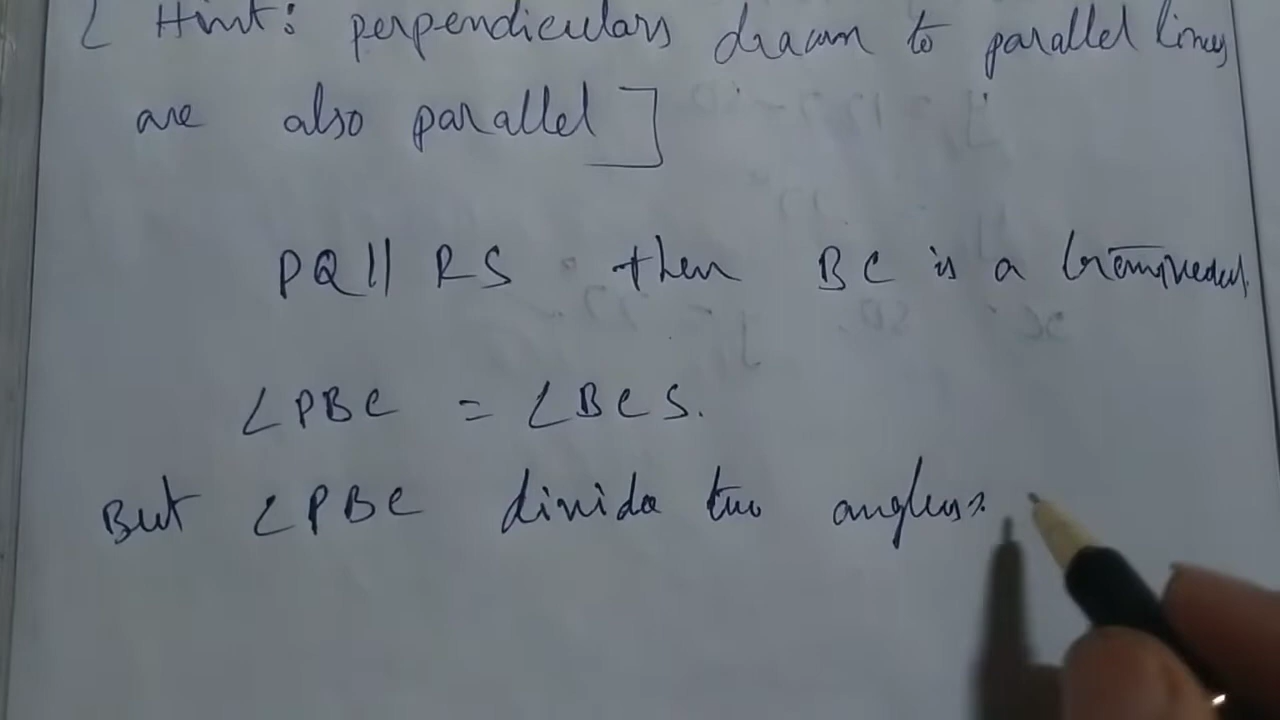 [ Hint: perpendiculars drawn to parallel lines
are also parallel ]
PQ || RS then BC is a
∠PBC = ∠BCS.
But ∠PBC divide two angles